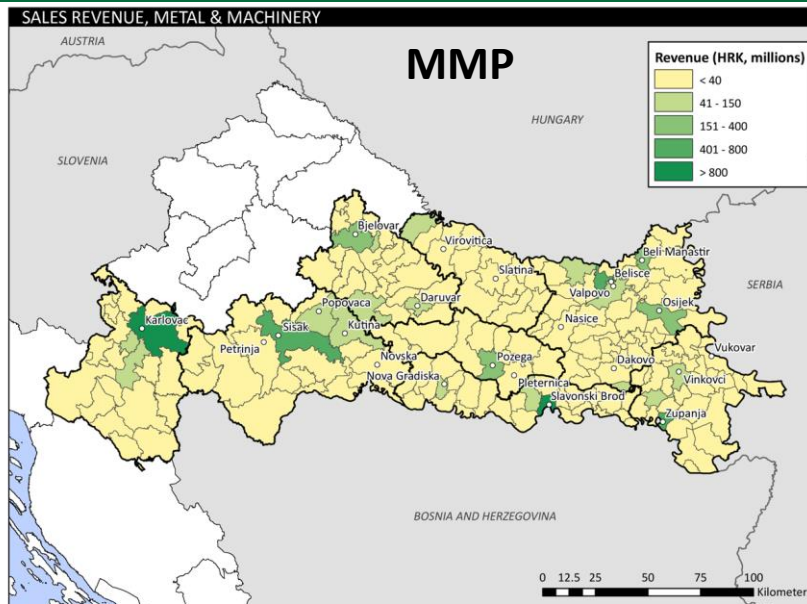 SALES REVENUE, METAL & MACHINERY
AUSTRIA
MMP
Revenue (HRK, millions)
< 40
41 - 150
151 - 400
401 - 800
> 800
HUNGARY
SLOVENIA
Bjelovar
Virovitica
Beli Manastir
Slatina
Belisce
SERBIA
Valpovo
Popovaca
Daruvar
Osijek
Karlovac
Sisak
Kutina
Nasice
Petrinja
Vukovar
Novska
Pozega
Dakovo
Vinkovci
Nova Gradiska
Pleternica
Slavonski Brod
Zupanja
BOSNIA AND HERZEGOVINA
0 12.5 25 50 75 100
Kilometer